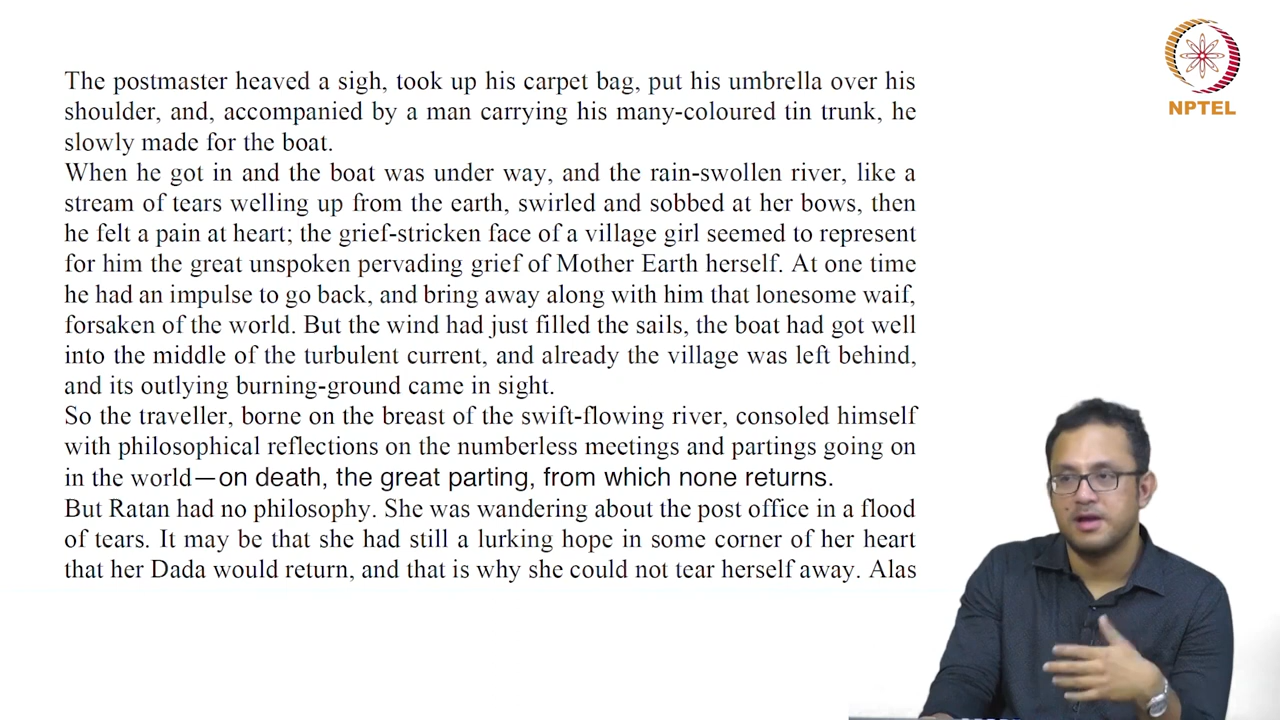 The postmaster heaved a sigh, took up his carpet bag, put his umbrella over his
shoulder, and, accompanied by a man carrying his many-coloured tin trunk, he
slowly made for the boat.
When he got in and the boat was under way, and the rain-swollen river, like a
stream of tears welling up from the earth, swirled and sobbed at her bows, then
he felt a pain at heart; the grief-stricken face of a village girl seemed to represent
for him the great unspoken pervading grief of Mother Earth herself. At one time
he had an impulse to go back, and bring away along with him that lonesome waif,
forsaken of the world. But the wind had just filled the sails, the boat had got well
into the middle of the turbulent current, and already the village was left behind,
and its outlying burning-ground came in sight.
So the traveller, borne on the breast of the swift-flowing river, consoled himself
with philosophical reflections on the numberless meetings and partings going on
in the world—on death, the great parting, from which none returns.
But Ratan had no philosophy. She was wandering about the post office in a flood
of tears. It may be that she had still a lurking hope in some corner of her heart
that her Dada would return, and that is why she could not tear herself away. Alas
NPTEL